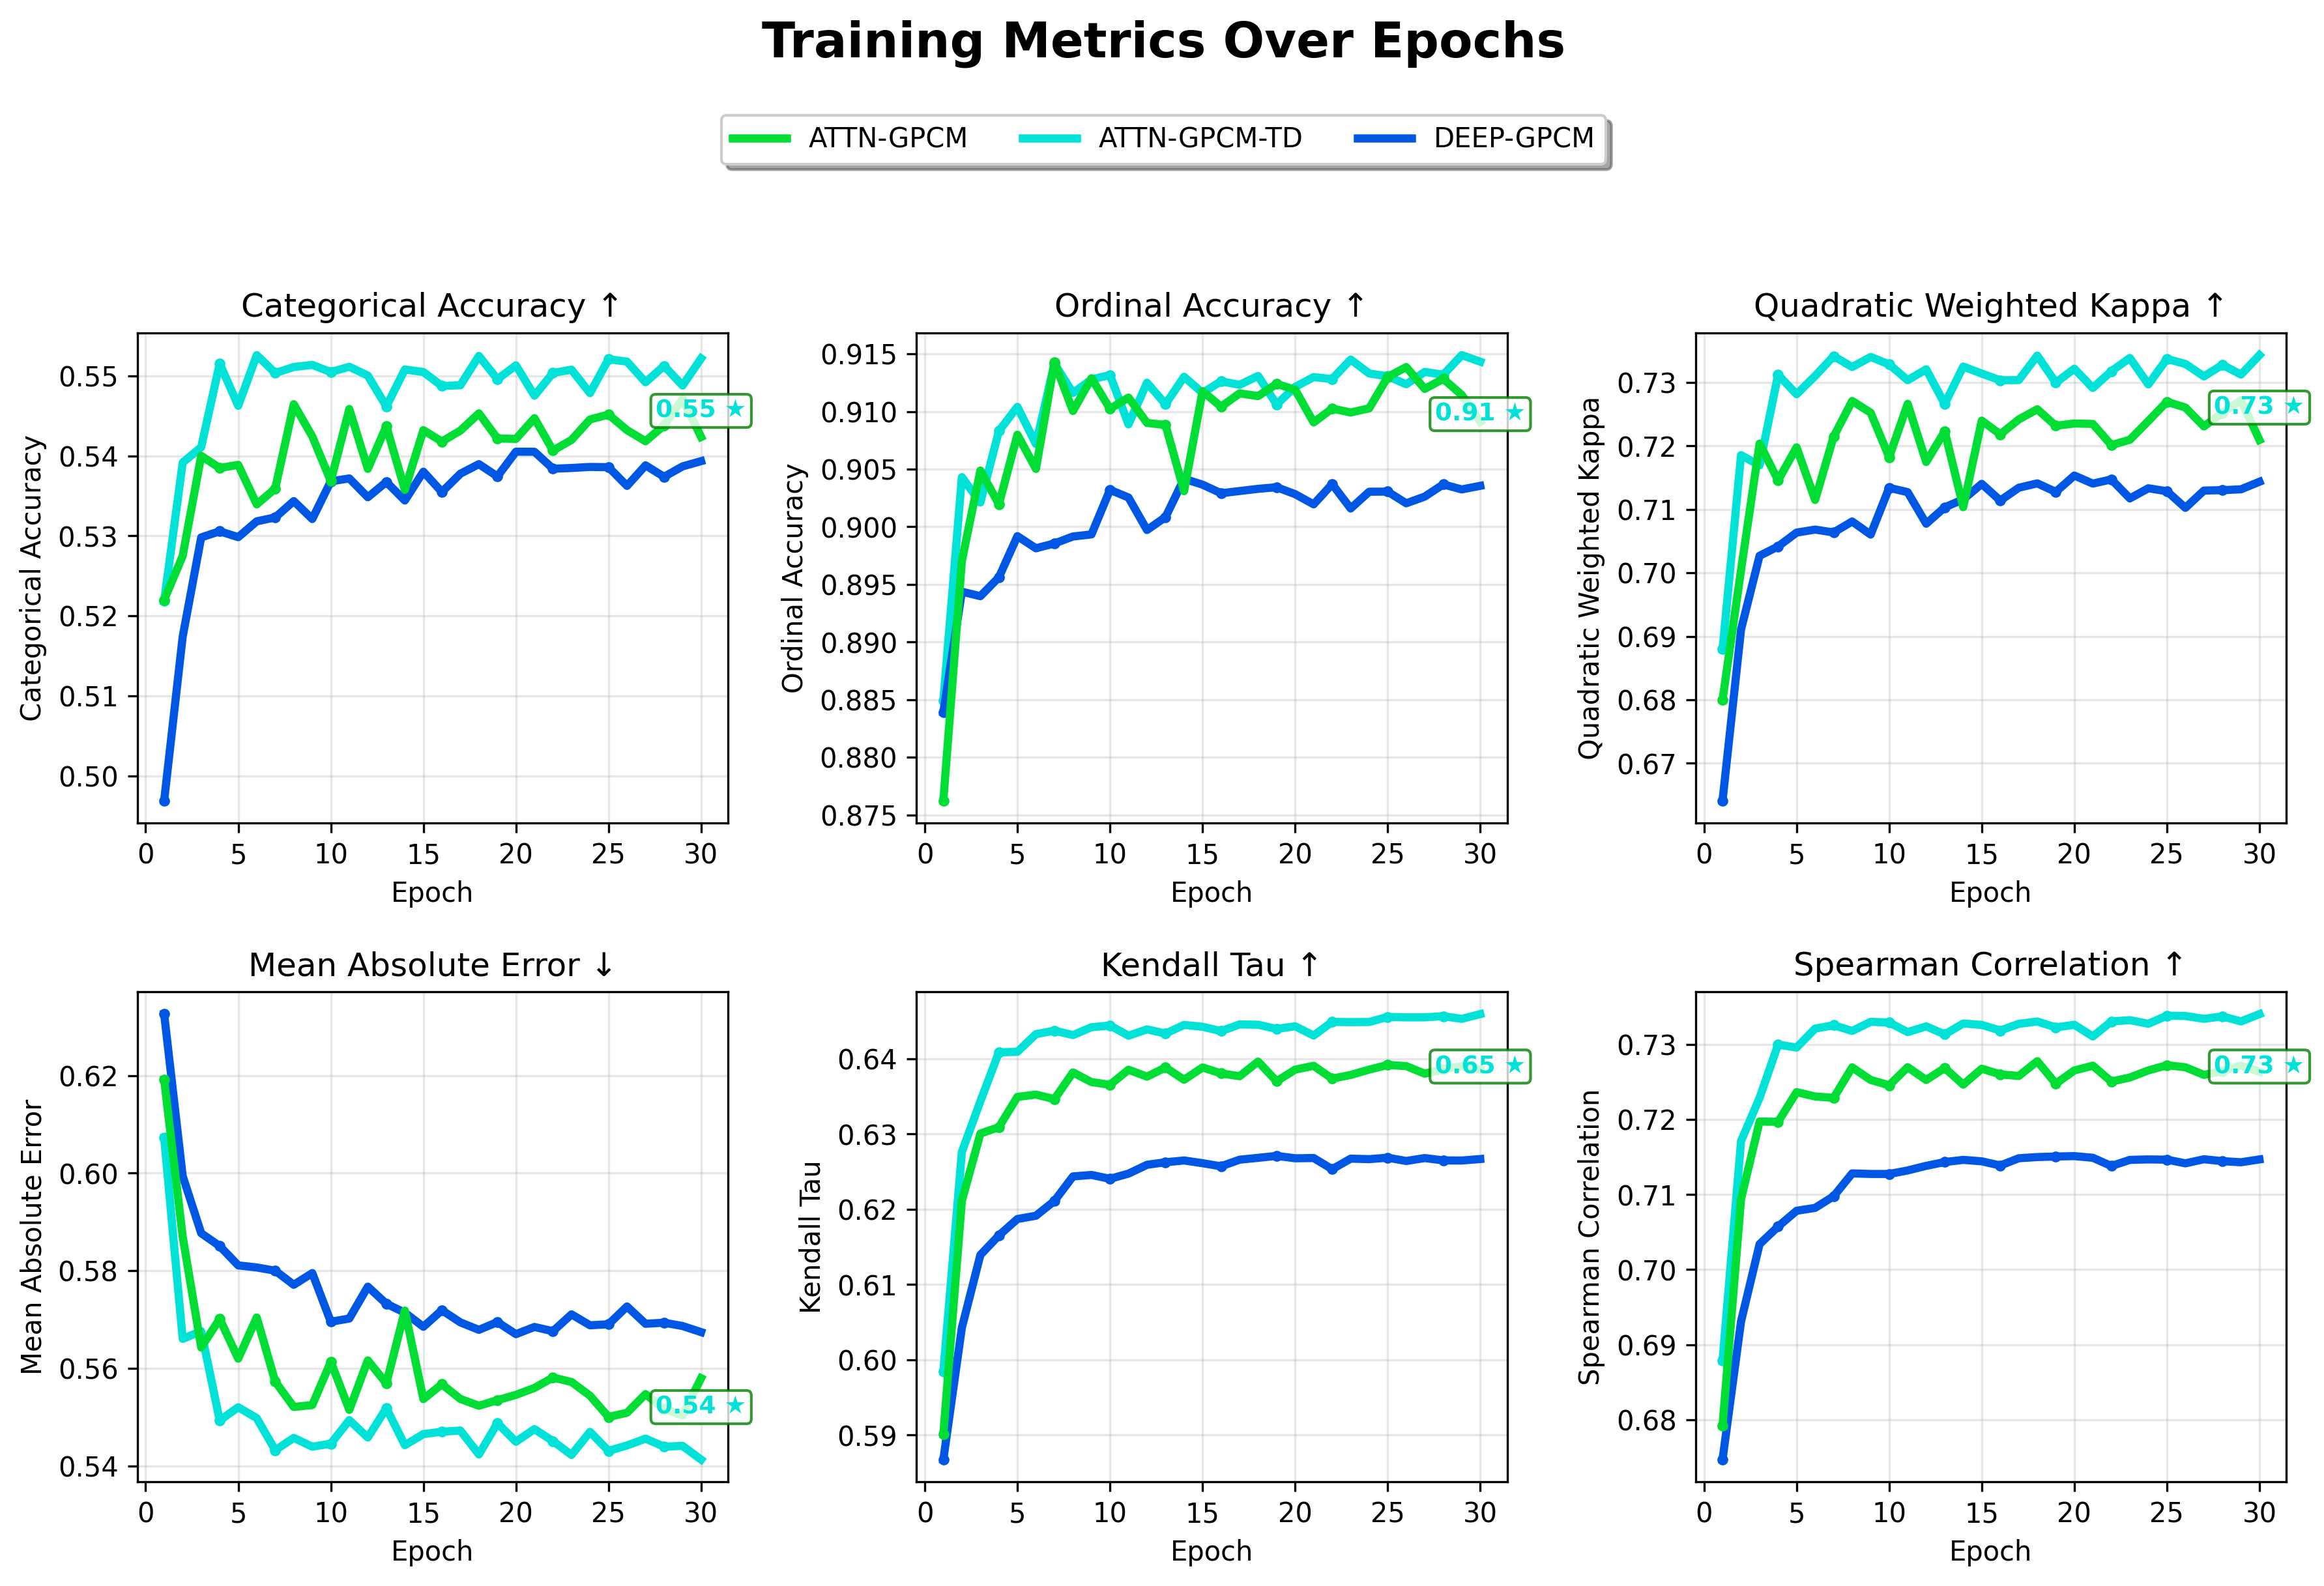 Training Metrics Over Epochs
ATTN-GPCM ATTN-GPCM-TD DEEP-GPCM
Categorical Accuracy ↑
Categorical Accuracy
0.55
0.54
0.53
0.52
0.51
0.50
0.55 ★
0 5 10 15 20 25 30
Epoch
Ordinal Accuracy ↑
Ordinal Accuracy
0.915
0.910
0.905
0.900
0.895
0.890
0.885
0.880
0.875
0.91 ★
0 5 10 15 20 25 30
Epoch
Quadratic Weighted Kappa ↑
Quadratic Weighted Kappa
0.73
0.72
0.71
0.70
0.69
0.68
0.67
0.73 ★
0 5 10 15 20 25 30
Epoch
Mean Absolute Error ↓
Mean Absolute Error
0.62
0.60
0.58
0.56
0.54
0.54 ★
0 5 10 15 20 25 30
Epoch
Kendall Tau ↑
Kendall Tau
0.64
0.63
0.62
0.61
0.60
0.59
0.65 ★
0 5 10 15 20 25 30
Epoch
Spearman Correlation ↑
Spearman Correlation
0.73
0.72
0.71
0.70
0.69
0.68
0.73 ★
0 5 10 15 20 25 30
Epoch